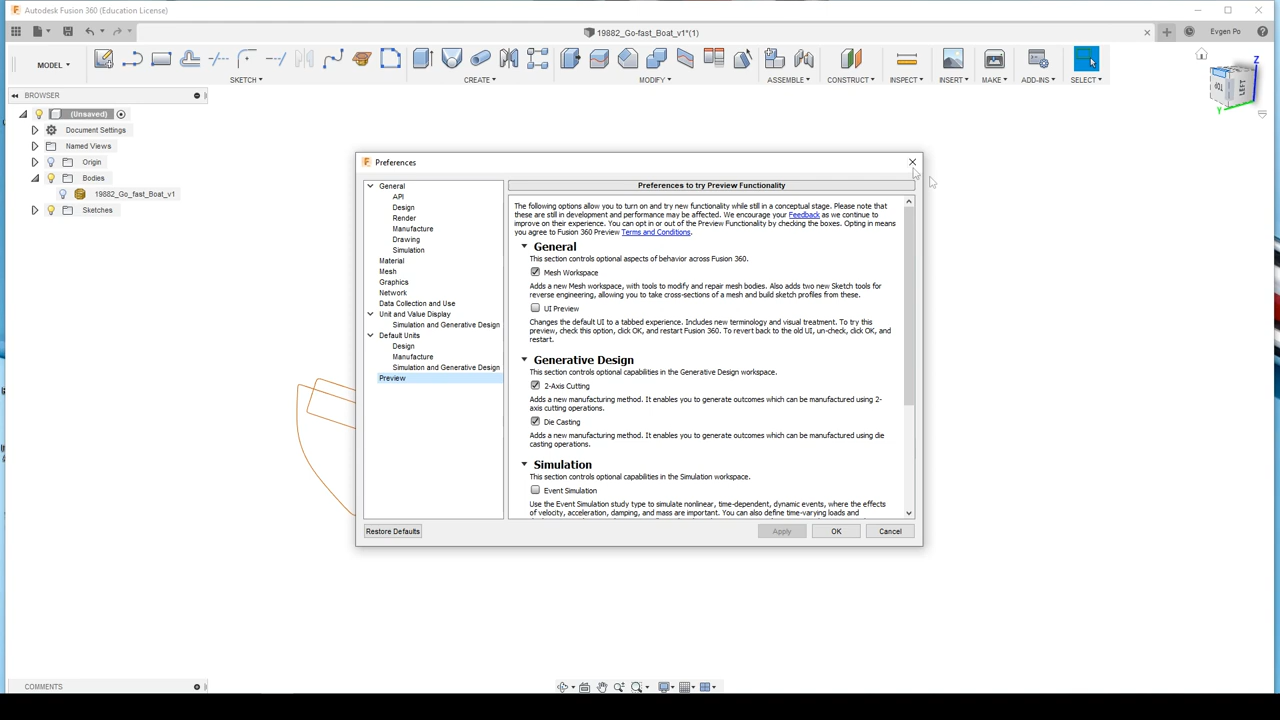 Autodesk Fusion 360 (Education License)
19882_Go-fast_Boat_v1*(1)
Evgen Po
MODEL
SKETCH
CREATE
MODIFY
ASSEMBLE
CONSTRUCT
INSPECT
INSERT
MAKE
ADD-INS
SELECT
BROWSER
(Unsaved)
Document Settings
Named Views
Origin
Bodies
19882_Go_fast_Boat_v1
Sketches
TOP
LEFT
Z
Y
Preferences
General
API
Design
Render
Manufacture
Drawing
Simulation
Material
Mesh
Graphics
Network
Data Collection and Use
Unit and Value Display
Simulation and Generative Design
Default Units
Design
Manufacture
Simulation and Generative Design
Preview
Preferences to try Preview Functionality
The following options allow you to turn on and try new functionality while still in a conceptual stage. Please note that
these are still in development and performance may be affected. We encourage your Feedback as we continue to
improve on their experience. You can opt in or out of the Preview Functionality by checking the boxes. Opting in means
you agree to Fusion 360 Preview Terms and Conditions.
General
This section controls optional aspects of behavior across Fusion 360.
Mesh Workspace
Adds a new Mesh workspace, with tools to modify and repair mesh bodies. Also adds two new Sketch tools for
reverse engineering, allowing you to take cross-sections of a mesh and build sketch profiles from these.
UI Preview
Changes the default UI to a tabbed experience. Includes new terminology and visual treatment. To try this
preview, check this option, click OK, and restart Fusion 360. To revert back to the old UI, un-check, click OK, and
restart.
Generative Design
This section controls optional capabilities in the Generative Design workspace.
2-Axis Cutting
Adds a new manufacturing method. It enables you to generate outcomes which can be manufactured using 2-
axis cutting operations.
Die Casting
Adds a new manufacturing method. It enables you to generate outcomes which can be manufactured using die
casting operations.
Simulation
This section controls optional capabilities in the Simulation workspace.
Event Simulation
Use the Event Simulation study type to simulate nonlinear, time-dependent, dynamic events, where the effects
of velocity, acceleration, damping, and mass are important. You can also define time-varying loads and
Restore Defaults
Apply
OK
Cancel
COMMENTS